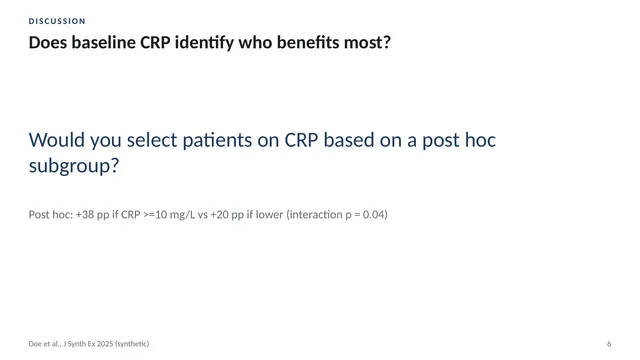 DISCUSSION
Does baseline CRP identify who benefits most?
Would you select patients on CRP based on a post hoc
subgroup?
Post hoc: +38 pp if CRP >=10 mg/L vs +20 pp if lower (interaction p = 0.04)
Doe et al., J Synth Ex 2025 (synthetic)
6